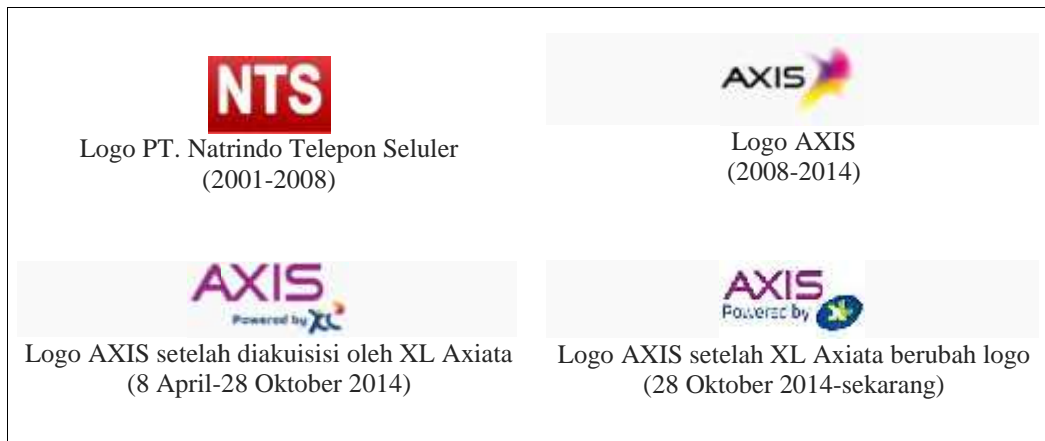 NTS
Logo PT. Natrindo Telepon Seluler
(2001-2008)
AXIS
Logo AXIS
(2008-2014)
AXIS
Powered by XL
Logo AXIS setelah diakuisisi oleh XL Axiata
(8 April-28 Oktober 2014)
AXIS
Powered by XL
Logo AXIS setelah XL Axiata berubah logo
(28 Oktober 2014-sekarang)